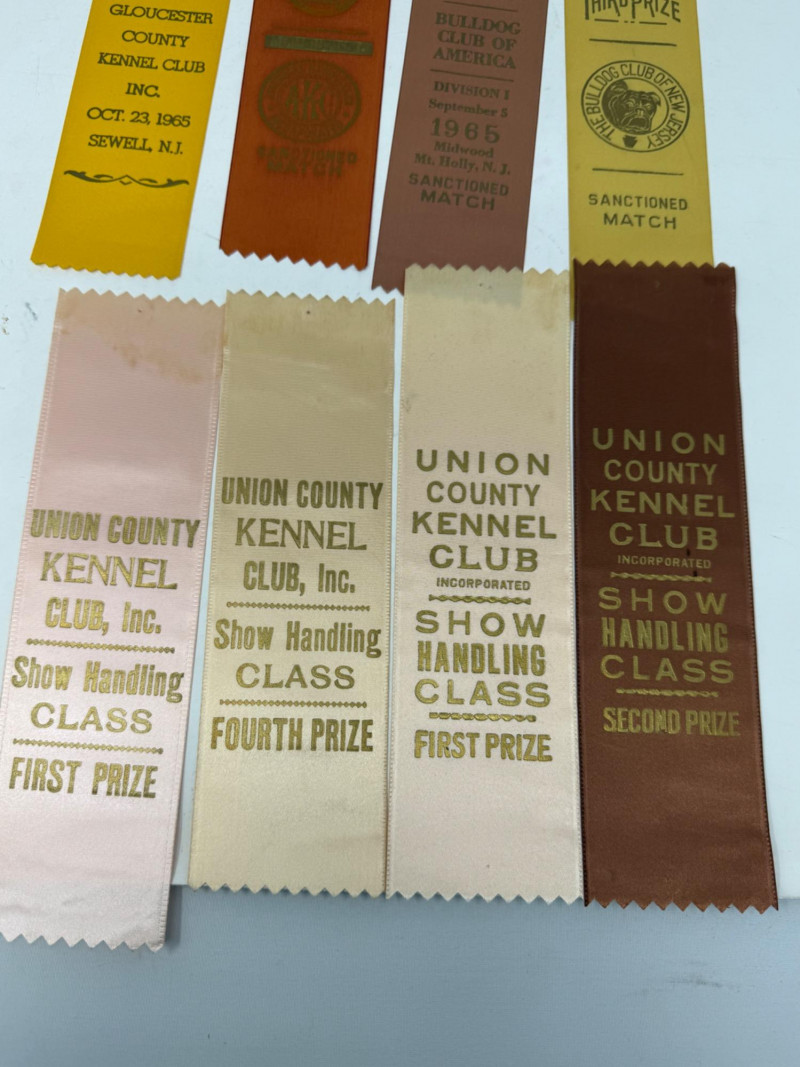 GLOUCESTER
COUNTY
KENNEL CLUB
INC.
OCT. 23, 1965
SEWELL, N.J.
SANCTIONED
MATCH
BULLDOG
CLUB OF
AMERICA
DIVISION I
September 5
1965
Midwood
Mt. Holly, N. J.
SANCTIONED
MATCH
THIRD PRIZE
THE BULLDOG CLUB OF NEW JERSEY
SANCTIONED
MATCH
UNION COUNTY
KENNEL
CLUB, Inc.
Show Handling
CLASS
FIRST PRIZE
UNION COUNTY
KENNEL
CLUB, Inc.
Show Handling
CLASS
FOURTH PRIZE
UNION
COUNTY
KENNEL
CLUB
INCORPORATED
SHOW
HANDLING
CLASS
FIRST PRIZE
UNION
COUNTY
KENNEL
CLUB
INCORPORATED
SHOW
HANDLING
CLASS
SECOND PRIZE